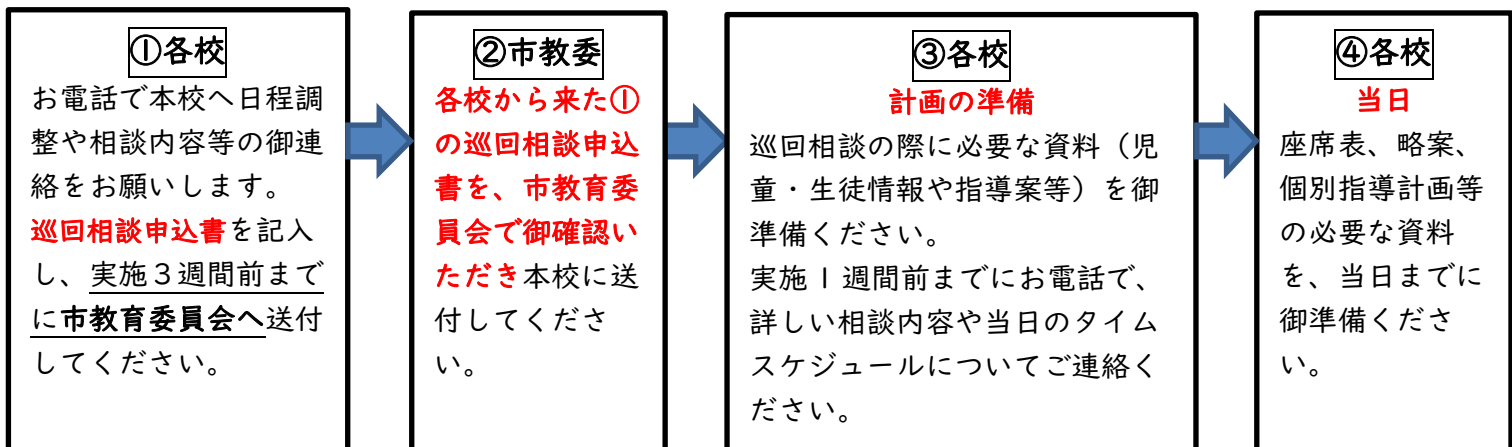 ①各校
お電話で本校へ日程調
整や相談内容等の御連
絡をお願いします。
巡回相談申込書を記入
し、実施３週間前まで
に市教育委員会へ送付
してください。
②市教委
各校から来た①
の巡回相談申込
書を、市教育委
員会で御確認い
ただき本校に送
付してくださ
い。
③各校
計画の準備
巡回相談の際に必要な資料（児
童・生徒情報や指導案等）を御
準備ください。
実施１週間前までにお電話で、
詳しい相談内容や当日のタイム
スケジュールについてご連絡く
ださい。
④各校
当日
座席表、略案、
個別指導計画等
の必要な資料
を、当日までに
御準備くださ
い。